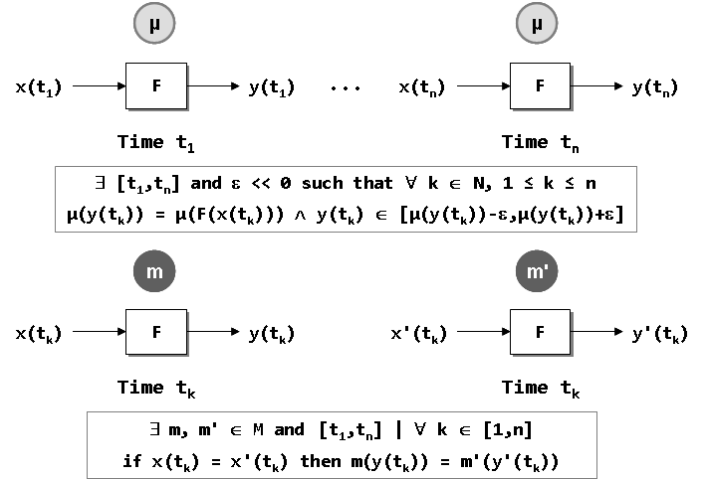 μ μ
x(t₁) F y(t₁) ... x(tₙ) F y(tₙ)
Time t₁ Time tₙ
∃ [t₁,tₙ] and ε << 0 such that ∀ k ∈ N, 1 ≤ k ≤ n
μ(y(tₖ)) = μ(F(x(tₖ))) ∧ y(tₖ) ∈ [μ(y(tₖ))-ε,μ(y(tₖ))+ε]
m m'
x(tₖ) F y(tₖ) x'(tₖ) F y'(tₖ)
Time tₖ Time tₖ
∃ m, m' ∈ M and [t₁,tₙ] | ∀ k ∈ [1,n]
if x(tₖ) = x'(tₖ) then m(y(tₖ)) = m'(y'(tₖ))